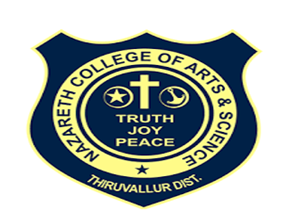 NAZARETH COLLEGE OF ARTS & SCIENCE
TRUTH
JOY
PEACE
THIRUVALLUR DIST.